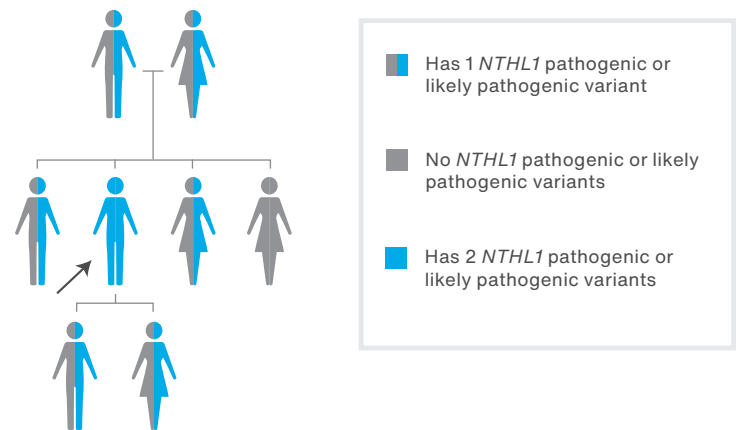 Has 1 NTHL1 pathogenic or
likely pathogenic variant
No NTHL1 pathogenic or likely
pathogenic variants
Has 2 NTHL1 pathogenic or
likely pathogenic variants